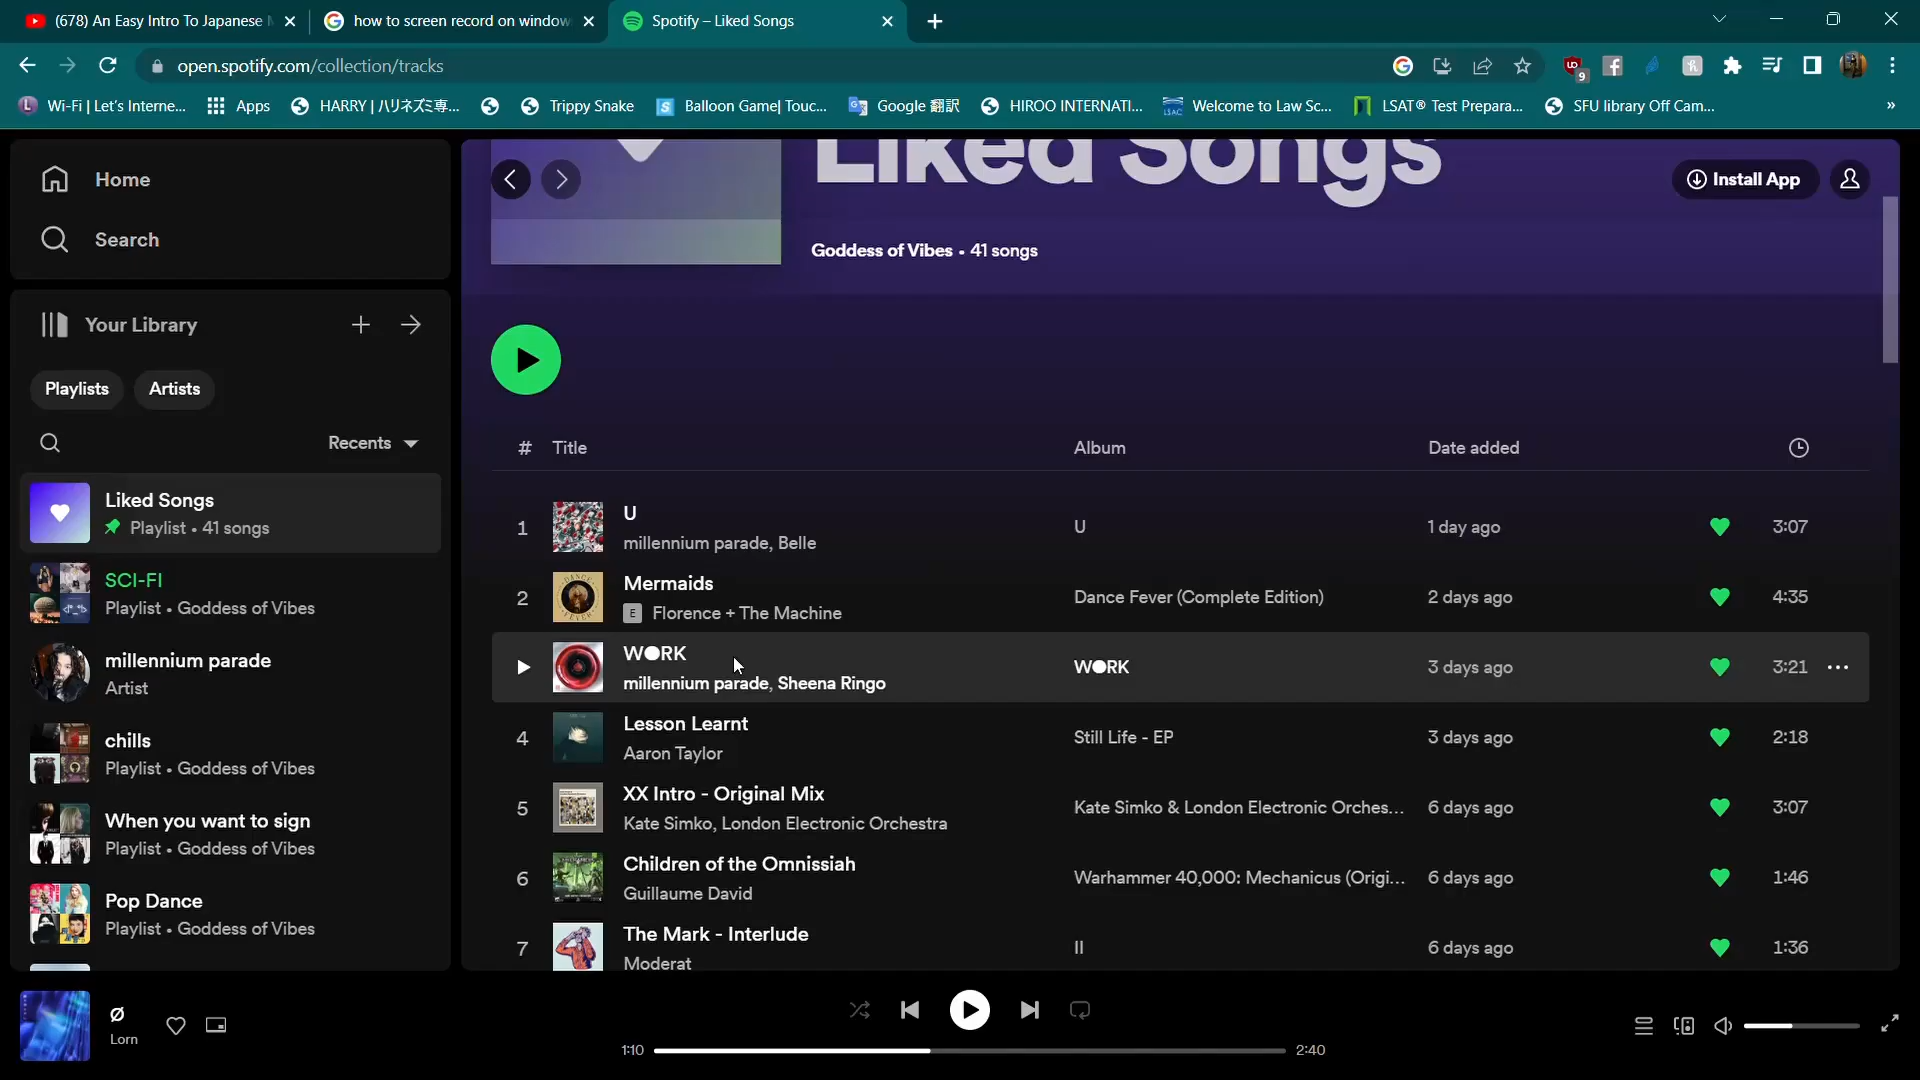 (678) An Easy Intro To Japanese
how to screen record on window
Spotify – Liked Songs
open.spotify.com/collection/tracks
9
Wi-Fi | Let's Interne...
Apps
HARRY | ハリネズミ専...
Trippy Snake
Balloon Game| Touc...
Google 翻訳
HIROO INTERNATI...
Welcome to Law Sc...
LSAT® Test Prepara...
SFU library Off Cam...
»
Home
Search
Your Library
Playlists
Artists
Recents
Liked Songs
Playlist • 41 songs
SCI-FI
Playlist • Goddess of Vibes
millennium parade
Artist
chills
Playlist • Goddess of Vibes
When you want to sign
Playlist • Goddess of Vibes
Pop Dance
Playlist • Goddess of Vibes
Liked Songs
Install App
Goddess of Vibes • 41 songs
# Title Album Date added
1 U U 1 day ago 3:07
millennium parade, Belle
2 Mermaids Dance Fever (Complete Edition) 2 days ago 4:35
E Florence + The Machine
W●RK W●RK 3 days ago 3:21
millennium parade, Sheena Ringo
4 Lesson Learnt Still Life - EP 3 days ago 2:18
Aaron Taylor
5 XX Intro - Original Mix Kate Simko & London Electronic Orches... 6 days ago 3:07
Kate Simko, London Electronic Orchestra
6 Children of the Omnissiah Warhammer 40,000: Mechanicus (Origi... 6 days ago 1:46
Guillaume David
7 The Mark - Interlude II 6 days ago 1:36
Moderat
Ø
Lorn
1:10
2:40